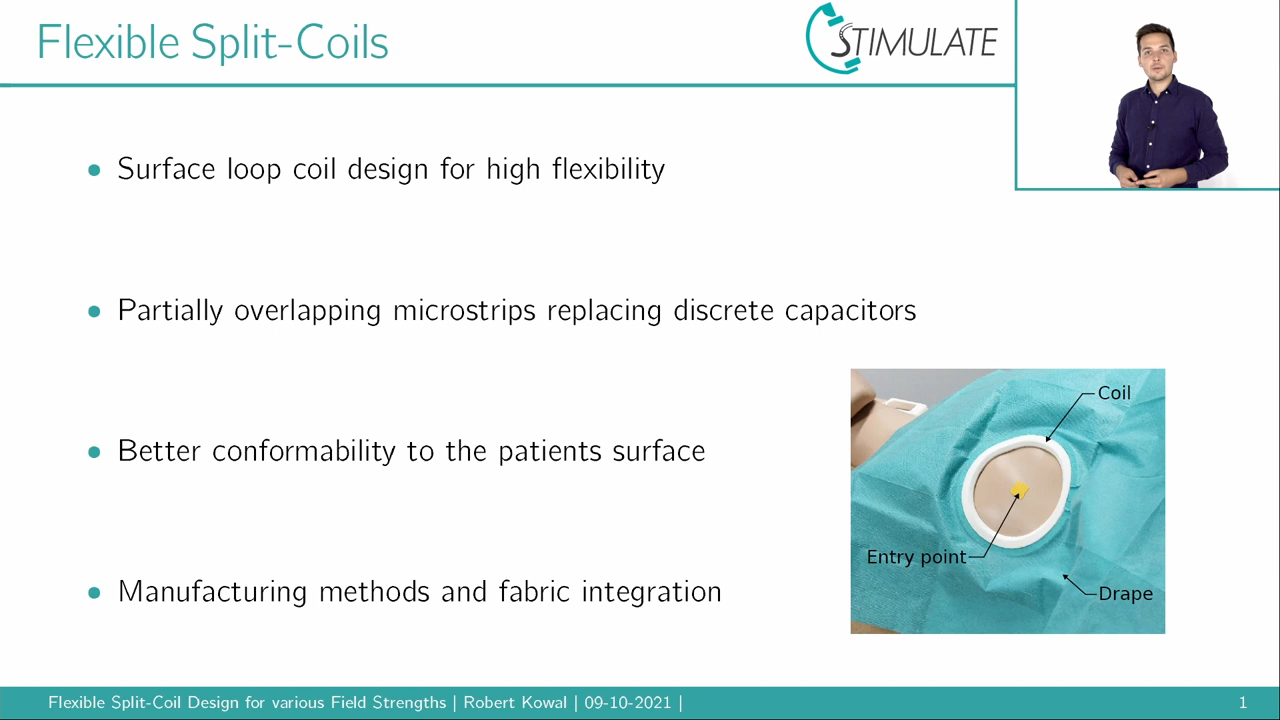 Flexible Split-Coils
STIMULATE
• Surface loop coil design for high flexibility
• Partially overlapping microstrips replacing discrete capacitors
• Better conformability to the patients surface
• Manufacturing methods and fabric integration
Coil
Entry point
Drape
Flexible Split-Coil Design for various Field Strengths | Robert Kowal | 09-10-2021 |
1